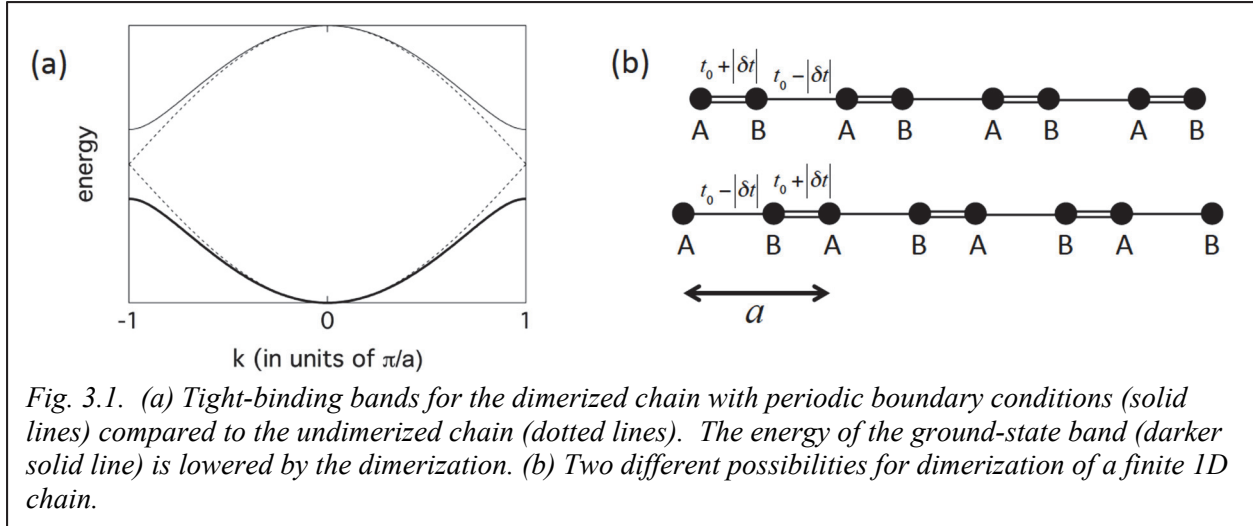 (a)
energy
-1 0 1
k (in units of π/a)
(b)
t₀+|δt| t₀−|δt|
A B A B A B A B
t₀−|δt| t₀+|δt|
A B A B A B A B
a
Fig. 3.1. (a) Tight-binding bands for the dimerized chain with periodic boundary conditions (solid
lines) compared to the undimerized chain (dotted lines). The energy of the ground-state band (darker
solid line) is lowered by the dimerization. (b) Two different possibilities for dimerization of a finite 1D
chain.